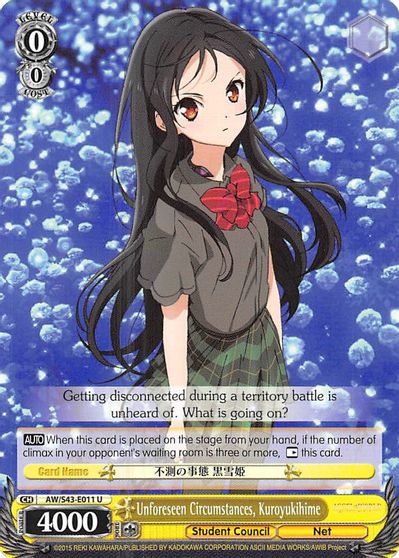 LEVEL
0
0
COST
Getting disconnected during a territory battle is
unheard of. What is going on?
AUTO When this card is placed on the stage from your hand, if the number of
climax in your opponent's waiting room is three or more, this card.
Card Name 不測の事態 黒雪姫
CH AW/S43-E011 U
Unforeseen Circumstances, Kuroyukihime
POWER 4000 SOUL
Student Council Net
©2015 REKI KAWAHARA/PUBLISHED BY KADOKAWA CORPORATION ASCII MEDIA WORKS/AWIB Project